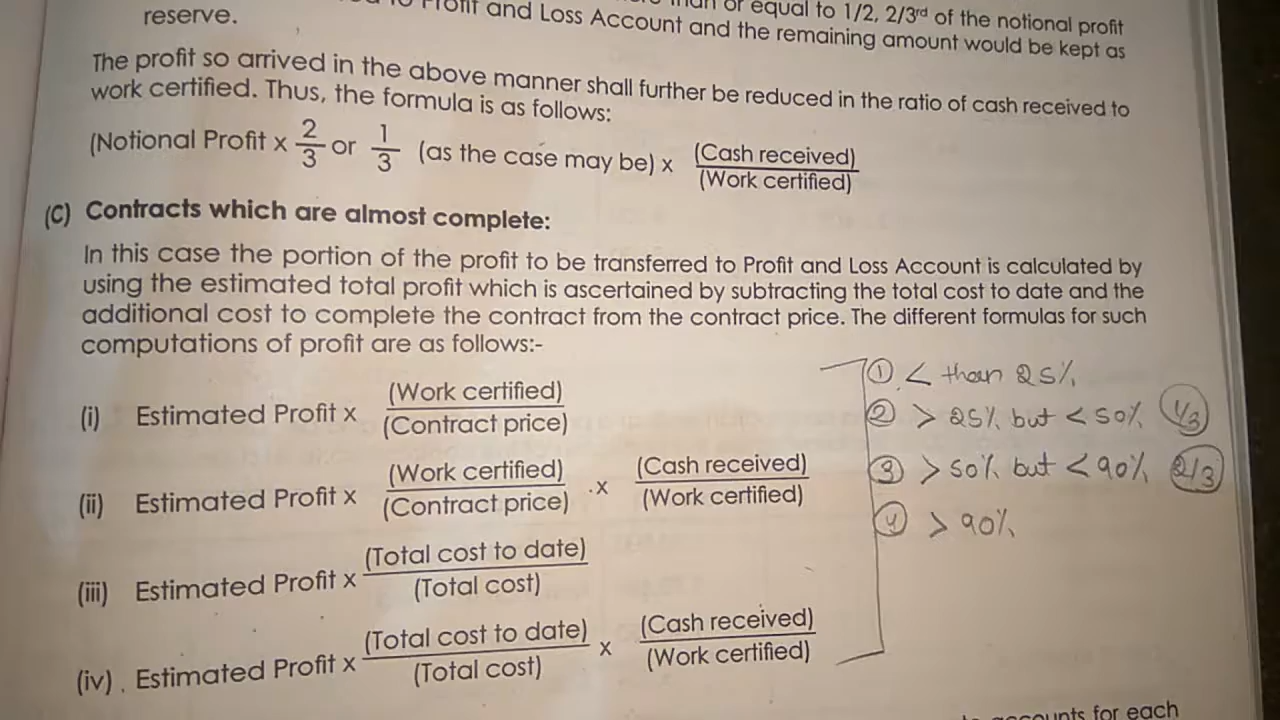 or equal to 1/2, 2/3rd of the notional profit
Profit and Loss Account and the remaining amount would be kept as
reserve.
The profit so arrived in the above manner shall further be reduced in the ratio of cash received to
work certified. Thus, the formula is as follows:
(Notional Profit x 2/3 or 1/3 (as the case may be) x (Cash received)/(Work certified)
(C) Contracts which are almost complete:
In this case the portion of the profit to be transferred to Profit and Loss Account is calculated by
using the estimated total profit which is ascertained by subtracting the total cost to date and the
additional cost to complete the contract from the contract price. The different formulas for such
computations of profit are as follows:-
(i) Estimated Profit x (Work certified)/(Contract price)
(ii) Estimated Profit x (Work certified)/(Contract price) x (Cash received)/(Work certified)
(iii) Estimated Profit x (Total cost to date)/(Total cost)
(iv) Estimated Profit x (Total cost to date)/(Total cost) x (Cash received)/(Work certified)
① < than 25%
② > 25% but < 50% 1/3
③ > 50% but < 90% 2/3
④ > 90%
accounts for each